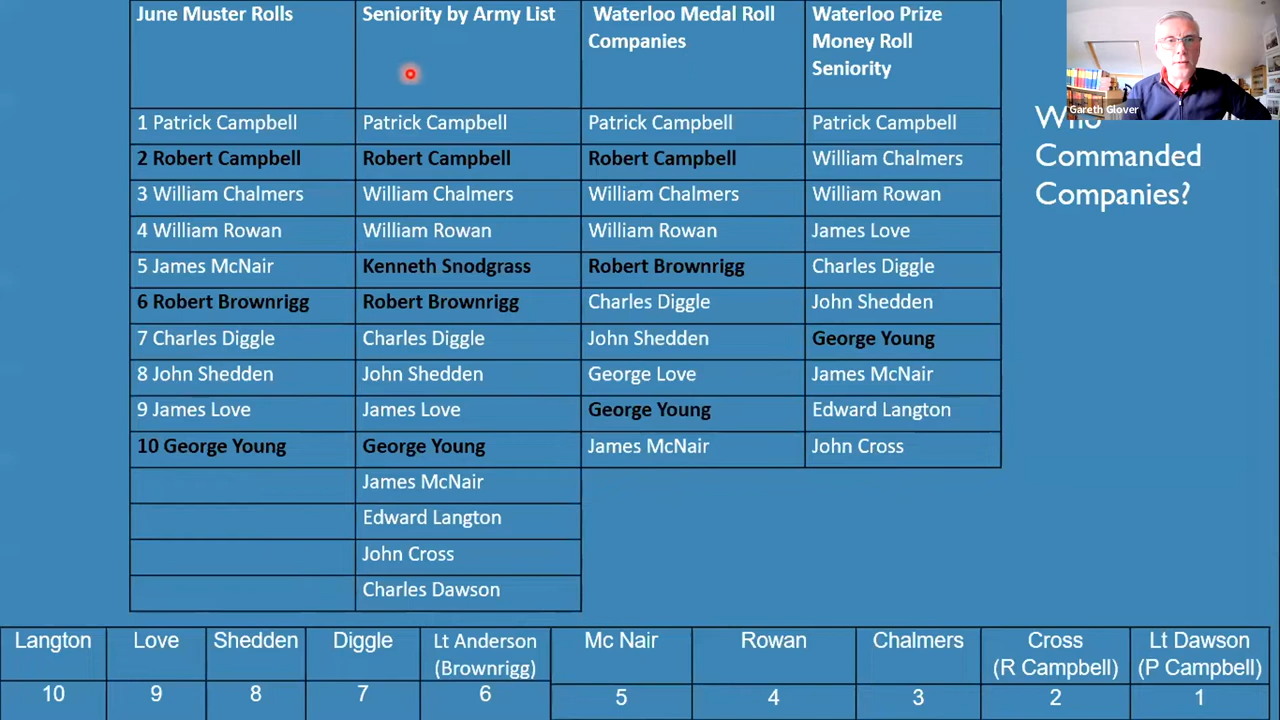 June Muster Rolls Seniority by Army List Waterloo Medal Roll Waterloo Prize
Companies Money Roll
Seniority
Gareth Glover
Who
Commanded
Companies?
1 Patrick Campbell Patrick Campbell Patrick Campbell Patrick Campbell
2 Robert Campbell Robert Campbell Robert Campbell William Chalmers
3 William Chalmers William Chalmers William Chalmers William Rowan
4 William Rowan William Rowan William Rowan James Love
5 James McNair Kenneth Snodgrass Robert Brownrigg Charles Diggle
6 Robert Brownrigg Robert Brownrigg Charles Diggle John Shedden
7 Charles Diggle Charles Diggle John Shedden George Young
8 John Shedden John Shedden George Love James McNair
9 James Love James Love George Young Edward Langton
10 George Young George Young James McNair John Cross
James McNair
Edward Langton
John Cross
Charles Dawson
Langton Love Shedden Diggle Lt Anderson Mc Nair Rowan Chalmers Cross Lt Dawson
(Brownrigg) (R Campbell) (P Campbell)
10 9 8 7 6 5 4 3 2 1